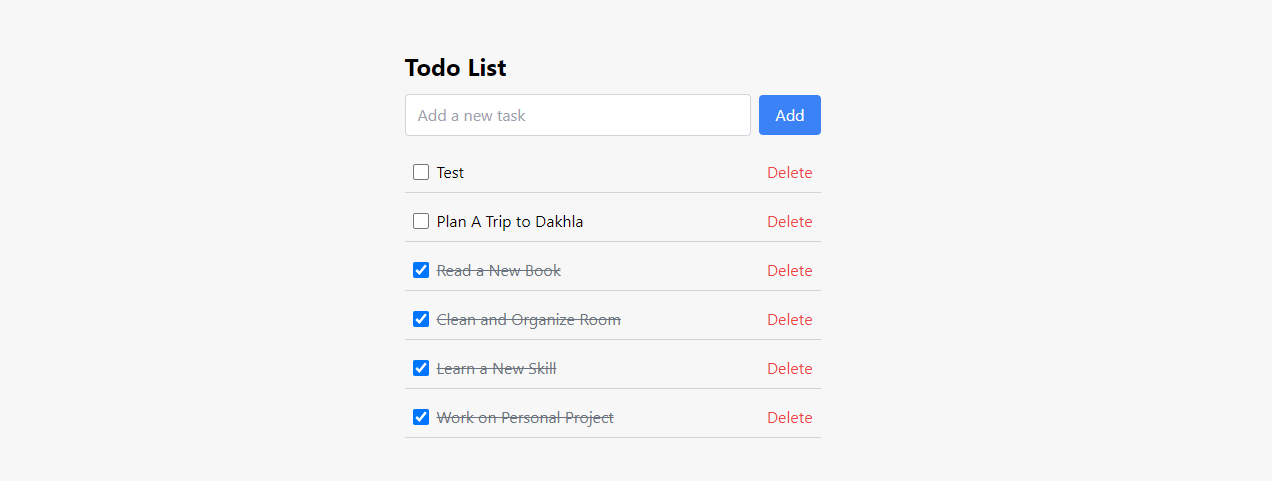 Todo List
Add a new task Add
Test Delete
Plan A Trip to Dakhla Delete
Read a New Book Delete
Clean and Organize Room Delete
Learn a New Skill Delete
Work on Personal Project Delete